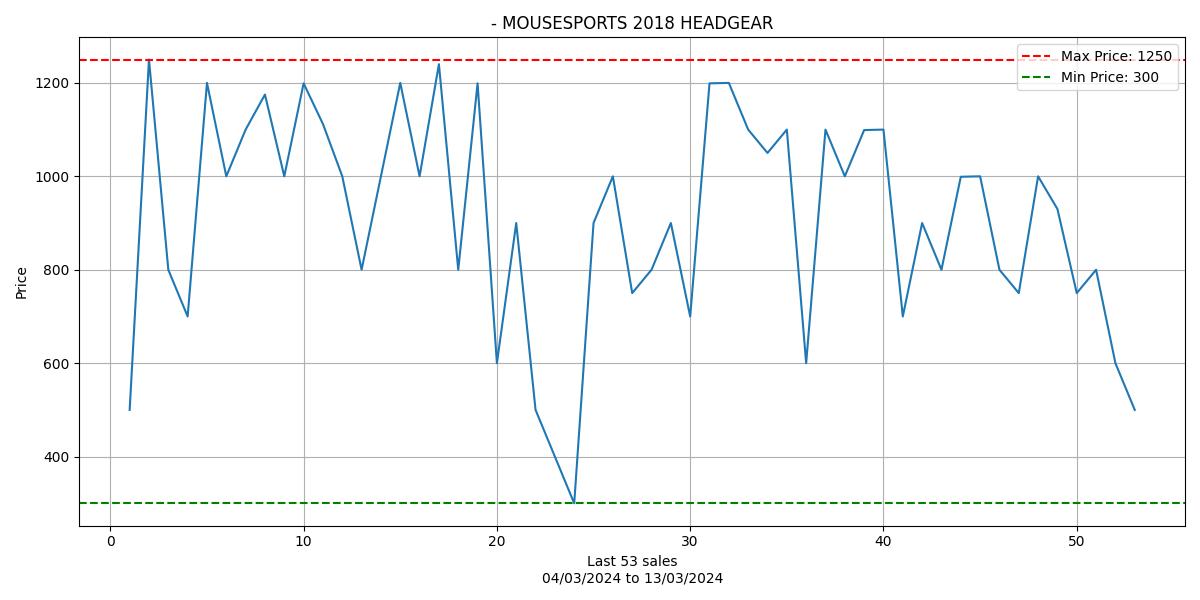 - MOUSESPORTS 2018 HEADGEAR
Max Price: 1250
Min Price: 300
Price
1200
1000
800
600
400
0 10 20 30 40 50
Last 53 sales
04/03/2024 to 13/03/2024